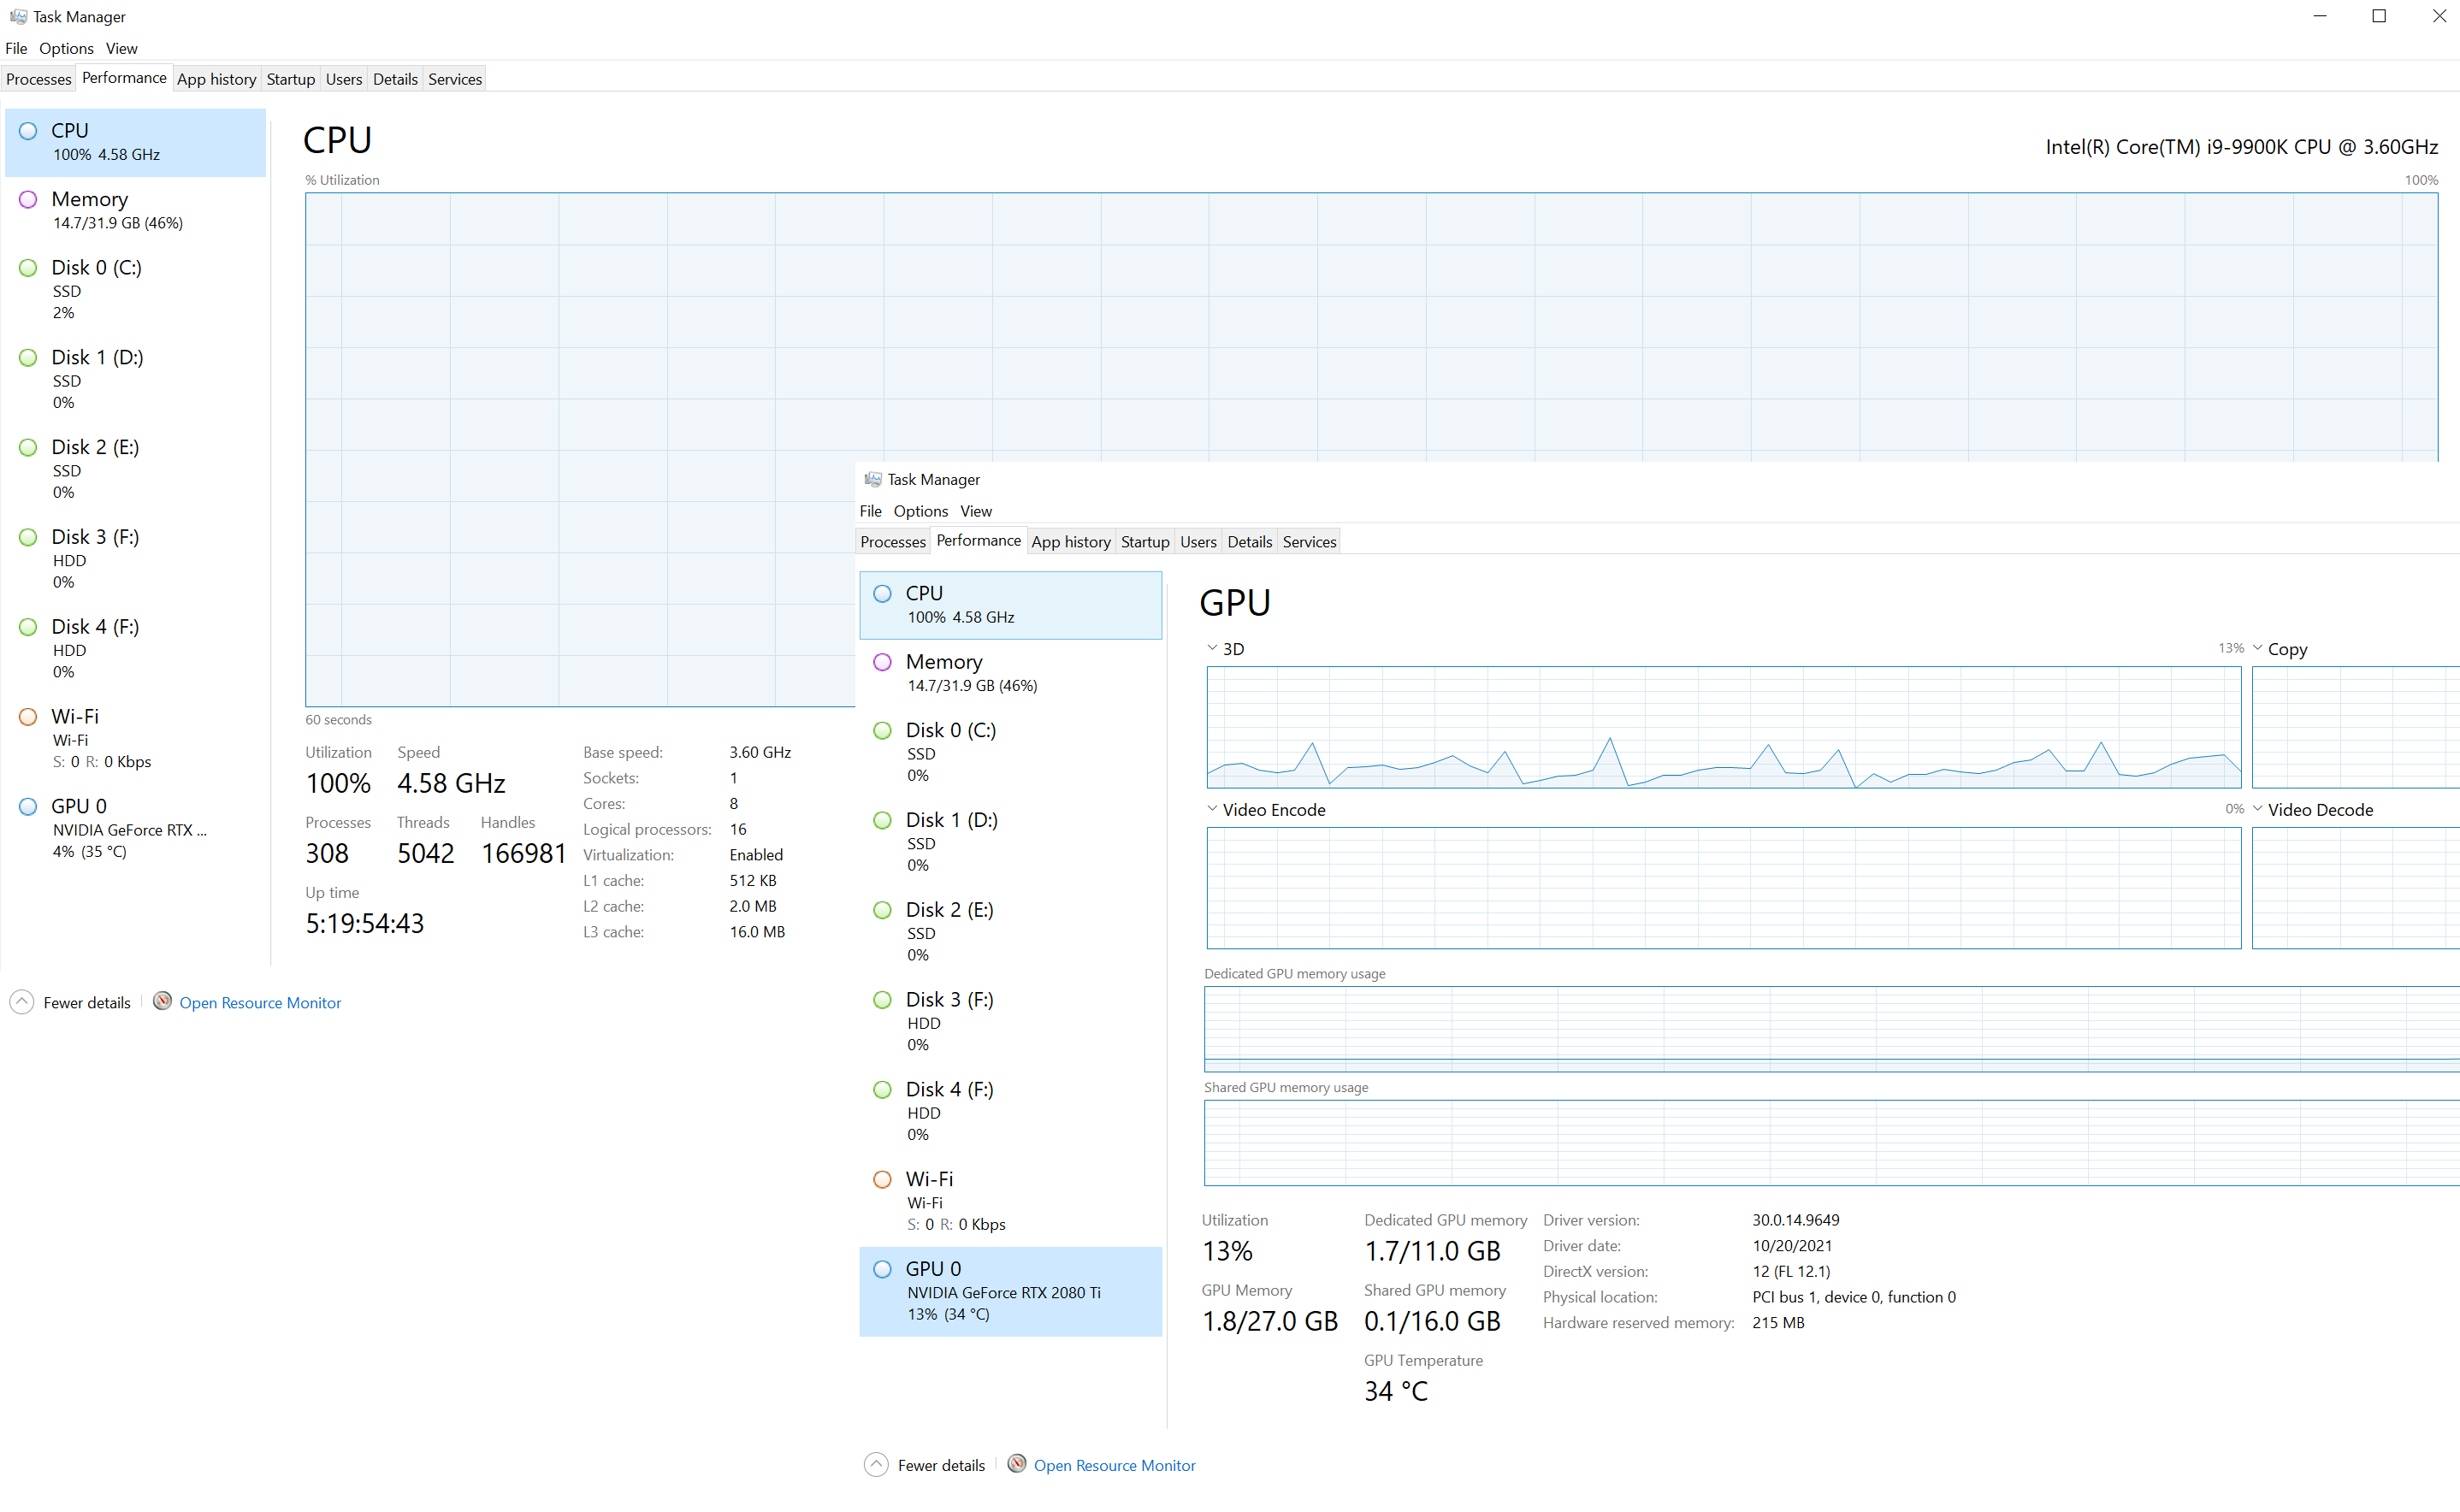 Task Manager
File Options View
Processes Performance App history Startup Users Details Services
CPU
100% 4.58 GHz
Memory
14.7/31.9 GB (46%)
Disk 0 (C:)
SSD
2%
Disk 1 (D:)
SSD
0%
Disk 2 (E:)
SSD
0%
Disk 3 (F:)
HDD
0%
Disk 4 (F:)
HDD
0%
Wi-Fi
Wi-Fi
S: 0 R: 0 Kbps
GPU 0
NVIDIA GeForce RTX ...
4% (35 °C)
CPU
Intel(R) Core(TM) i9-9900K CPU @ 3.60GHz
% Utilization 100%
60 seconds
Utilization Speed
100% 4.58 GHz
Processes Threads Handles
308 5042 166981
Up time
5:19:54:43
Base speed: 3.60 GHz
Sockets: 1
Cores: 8
Logical processors: 16
Virtualization: Enabled
L1 cache: 512 KB
L2 cache: 2.0 MB
L3 cache: 16.0 MB
Fewer details Open Resource Monitor
Task Manager
File Options View
Processes Performance App history Startup Users Details Services
CPU
100% 4.58 GHz
Memory
14.7/31.9 GB (46%)
Disk 0 (C:)
SSD
0%
Disk 1 (D:)
SSD
0%
Disk 2 (E:)
SSD
0%
Disk 3 (F:)
HDD
0%
Disk 4 (F:)
HDD
0%
Wi-Fi
Wi-Fi
S: 0 R: 0 Kbps
GPU 0
NVIDIA GeForce RTX 2080 Ti
13% (34 °C)
GPU
3D 13% Copy
Video Encode 0% Video Decode
Dedicated GPU memory usage
Shared GPU memory usage
Utilization
13%
GPU Memory
1.8/27.0 GB
Dedicated GPU memory
1.7/11.0 GB
Shared GPU memory
0.1/16.0 GB
GPU Temperature
34 °C
Driver version: 30.0.14.9649
Driver date: 10/20/2021
DirectX version: 12 (FL 12.1)
Physical location: PCI bus 1, device 0, function 0
Hardware reserved memory: 215 MB
Fewer details Open Resource Monitor